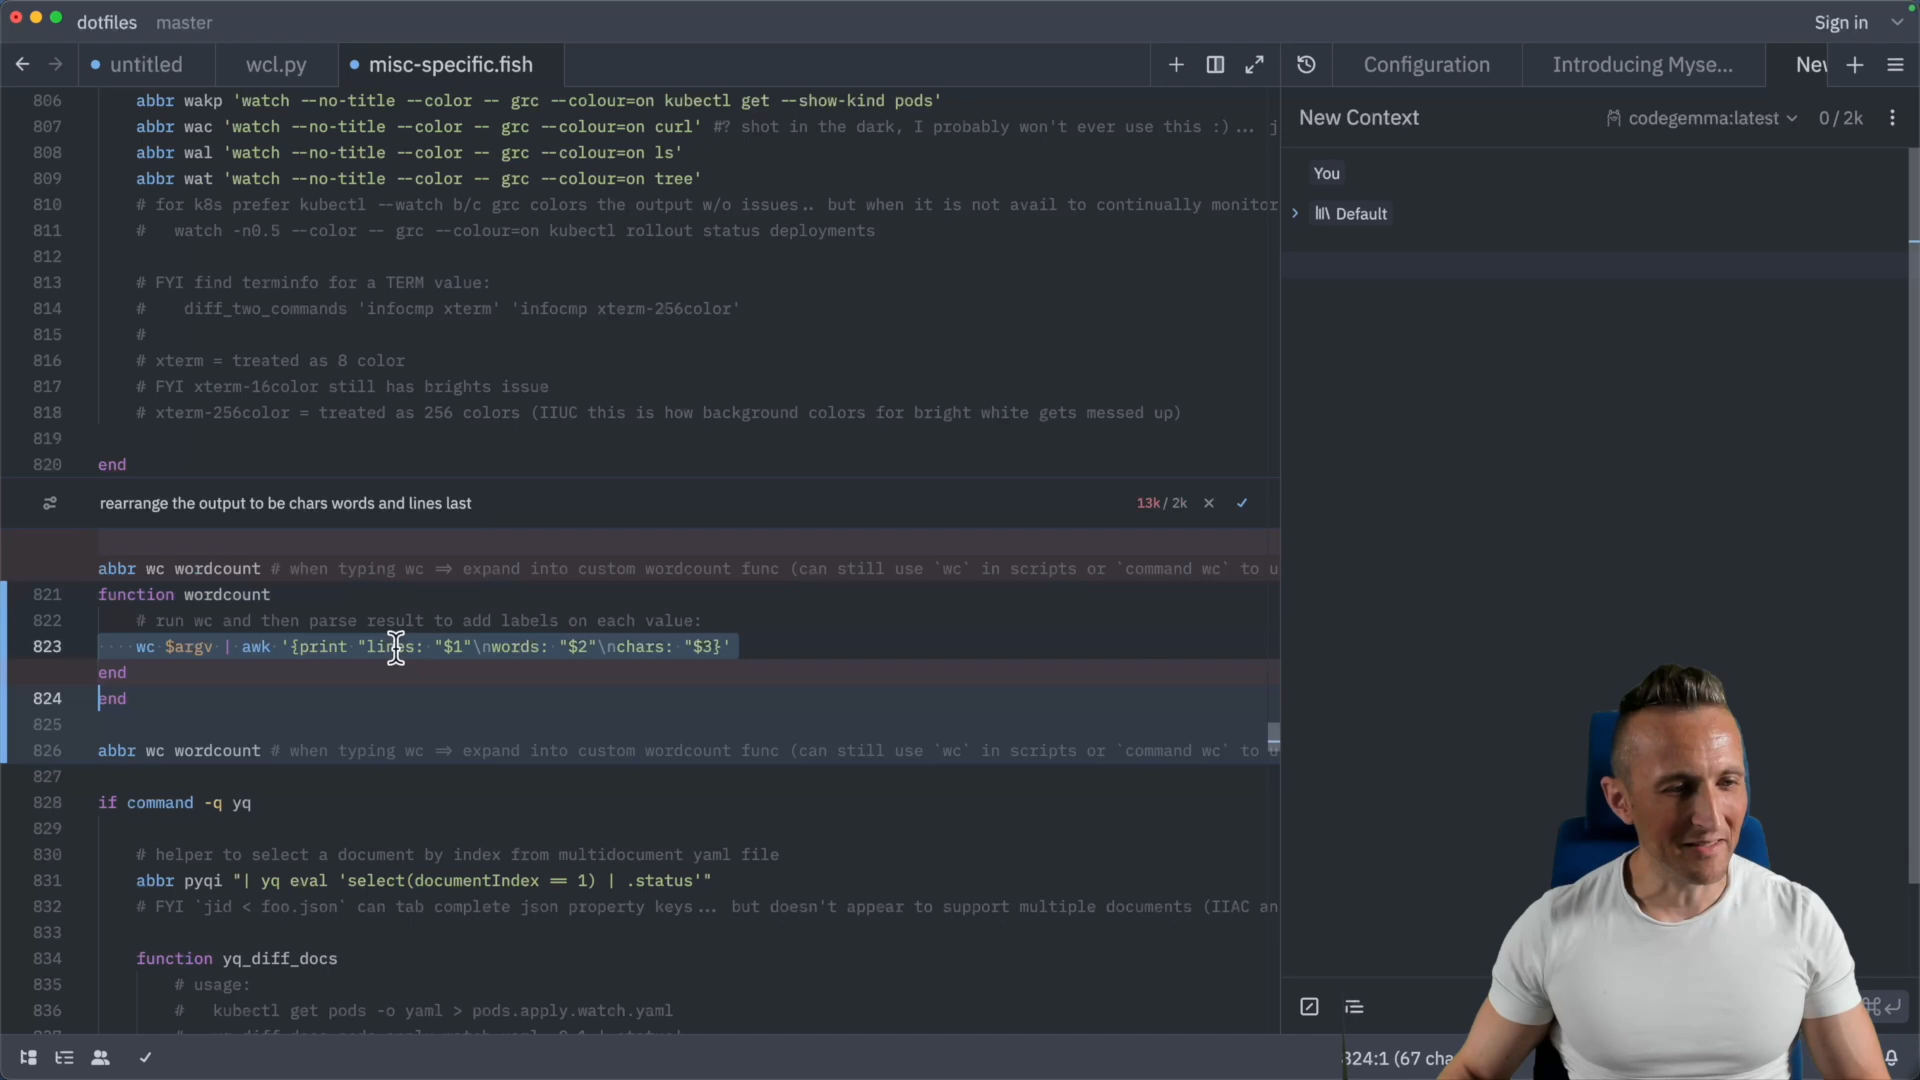 dotfiles master
Sign in
untitled
wcl.py
misc-specific.fish
Configuration
Introducing Myse...
Nev
806 abbr wakp 'watch --no-title --color -- grc --colour=on kubectl get --show-kind pods'
807 abbr wac 'watch --no-title --color -- grc --colour=on curl' #? shot in the dark, I probably won't ever use this :)... j
808 abbr wal 'watch --no-title --color -- grc --colour=on ls'
809 abbr wat 'watch --no-title --color -- grc --colour=on tree'
810 # for k8s prefer kubectl --watch b/c grc colors the output w/o issues.. but when it is not avail to continually monitor
811 #   watch -n0.5 --color -- grc --colour=on kubectl rollout status deployments
812
813 # FYI find terminfo for a TERM value:
814 #    diff_two_commands 'infocmp xterm' 'infocmp xterm-256color'
815 #
816 # xterm = treated as 8 color
817 # FYI xterm-16color still has brights issue
818 # xterm-256color = treated as 256 colors (IIUC this is how background colors for bright white gets messed up)
819
820 end
rearrange the output to be chars words and lines last
13k / 2k
abbr wc wordcount # when typing wc => expand into custom wordcount func (can still use `wc` in scripts or `command wc` to u
821 function wordcount
822 # run wc and then parse result to add labels on each value:
823 wc $argv | awk '{print "lines: "$1"\nwords: "$2"\nchars: "$3}'
end
824 end
825
826 abbr wc wordcount # when typing wc => expand into custom wordcount func (can still use `wc` in scripts or `command wc` to u
827
828 if command -q yq
829
830 # helper to select a document by index from multidocument yaml file
831 abbr pyqi "| yq eval 'select(documentIndex == 1) | .status'"
832 # FYI `jid < foo.json` can tab complete json property keys... but doesn't appear to support multiple documents (IIAC an
833
834 function yq_diff_docs
835 # usage:
836 #   kubectl get pods -o yaml > pods.apply.watch.yaml
New Context
codegemma:latest
0 / 2k
You
Default
824:1 (67 cha